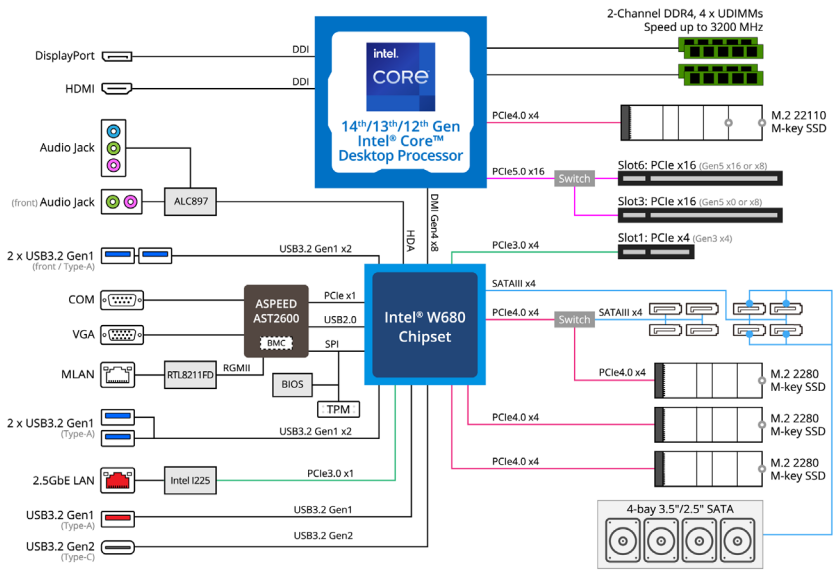 2-Channel DDR4, 4 x UDIMMs
Speed up to 3200 MHz
DisplayPort
DDI
HDMI
DDI
intel.
CORE™
14th/13th/12th Gen
Intel® Core™
Desktop Processor
PCIe4.0 x4
M.2 22110
M-key SSD
Audio Jack
PCIe5.0 x16
Switch
Slot6: PCIe x16 (Gen5 x16 or x8)
Slot3: PCIe x16 (Gen5 x0 or x8)
(front) Audio Jack
ALC897
HDA
DMI Gen4 x8
Slot1: PCIe x4 (Gen3 x4)
PCIe3.0 x4
2 x USB3.2 Gen1
(front / Type-A)
USB3.2 Gen1 x2
SATAIII x4
COM
ASPEED
AST2600
BMC
PCIe x1
Intel® W680
Chipset
PCIe4.0 x4
Switch
SATAIII x4
VGA
USB2.0
SPI
MLAN
RTL8211FD
RGMII
BIOS
TPM
PCIe4.0 x4
M.2 2280
M-key SSD
2 x USB3.2 Gen1
(Type-A)
USB3.2 Gen1 x2
PCIe4.0 x4
M.2 2280
M-key SSD
PCIe4.0 x4
M.2 2280
M-key SSD
2.5GbE LAN
Intel I225
PCIe3.0 x1
USB3.2 Gen1
(Type-A)
USB3.2 Gen1
USB3.2 Gen2
(Type-C)
USB3.2 Gen2
4-bay 3.5"/2.5" SATA